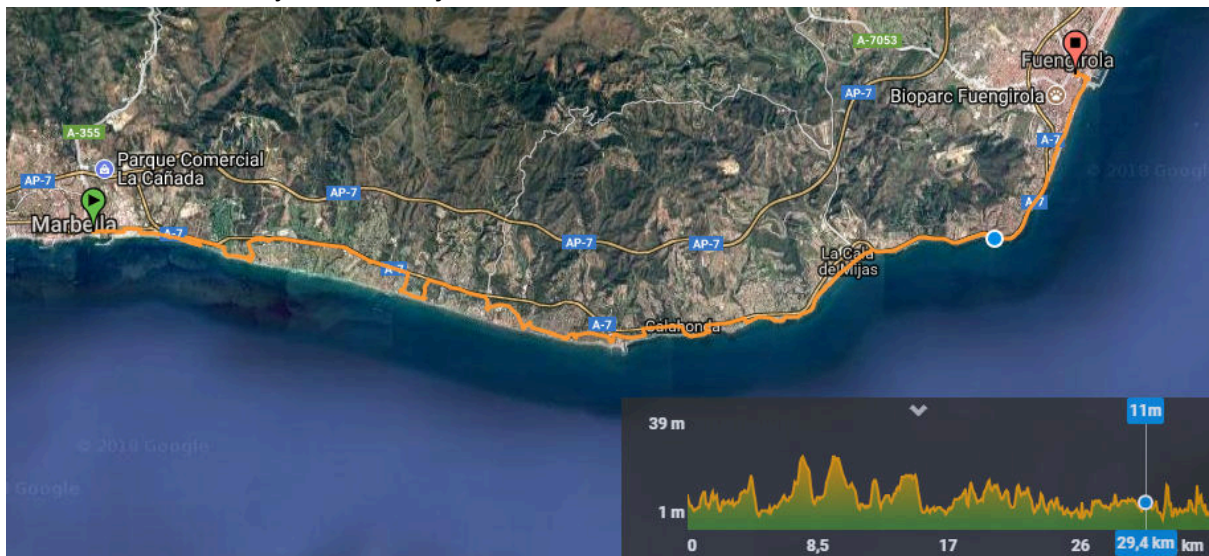 A-7053
Fuengirola
Bioparc Fuengirola
AP-7
A-355
A-7
Parque Comercial
La Cañada
AP-7
AP-7
© 2018 Google
Marbella
A-7
A-7
AP-7
AP-7
La Cala
de Mijas
A-7
A-7
Calahonda
39 m
11m
© 2018 Google
Google
1 m
0
8,5
17
26
29,4 km
km